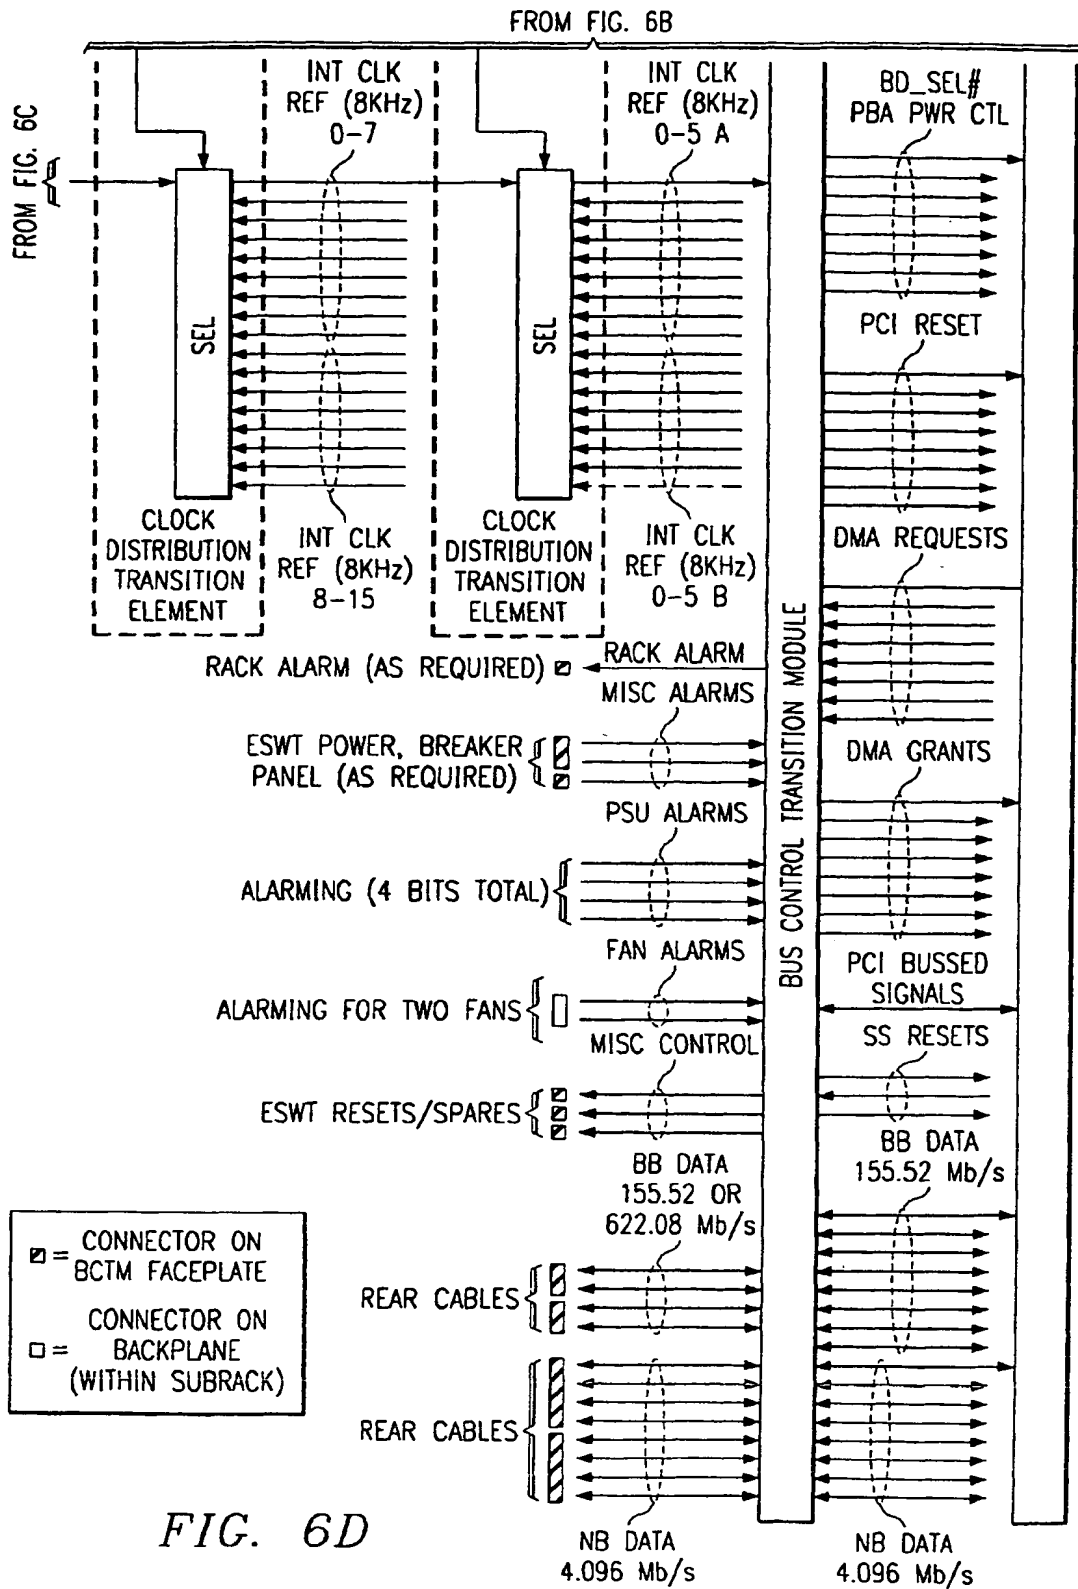 FROM FIG. 6B
FROM FIG. 6C
INT CLK
REF (8KHz)
0-7
INT CLK
REF (8KHz)
0-5 A
BD_SEL#
PBA PWR CTL
SEL
SEL
PCI RESET
CLOCK
DISTRIBUTION
TRANSITION
ELEMENT
INT CLK
REF (8KHz)
8-15
CLOCK
DISTRIBUTION
TRANSITION
ELEMENT
INT CLK
REF (8KHz)
0-5 B
DMA REQUESTS
BUS CONTROL TRANSITION MODULE
RACK ALARM (AS REQUIRED)
RACK ALARM
MISC ALARMS
ESWT POWER, BREAKER
PANEL (AS REQUIRED)
DMA GRANTS
PSU ALARMS
ALARMING (4 BITS TOTAL)
FAN ALARMS
PCI BUSSED
SIGNALS
ALARMING FOR TWO FANS
MISC CONTROL
SS RESETS
ESWT RESETS/SPARES
BB DATA
155.52 OR
622.08 Mb/s
BB DATA
155.52 Mb/s
= CONNECTOR ON
BCTM FACEPLATE
CONNECTOR ON
= BACKPLANE
(WITHIN SUBRACK)
REAR CABLES
REAR CABLES
NB DATA
4.096 Mb/s
NB DATA
4.096 Mb/s
FIG. 6D